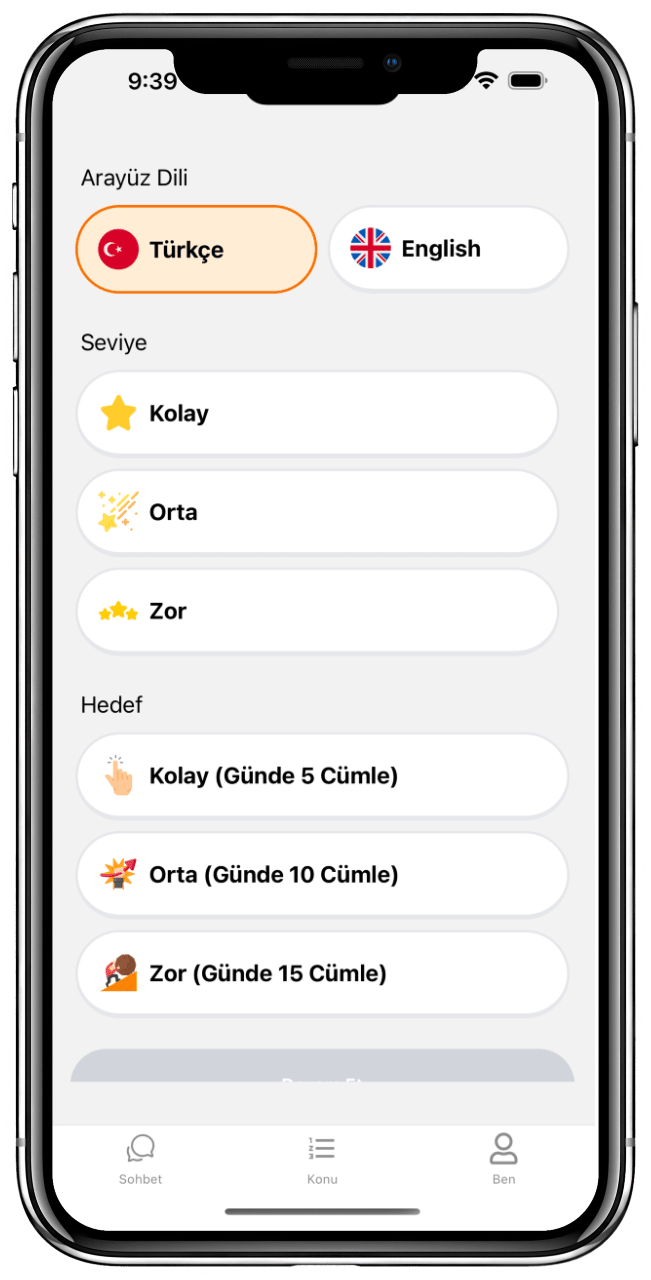 9:39
Arayüz Dili
Türkçe
English
Seviye
Kolay
Orta
Zor
Hedef
Kolay (Günde 5 Cümle)
Orta (Günde 10 Cümle)
Zor (Günde 15 Cümle)
Sohbet
Konu
Ben